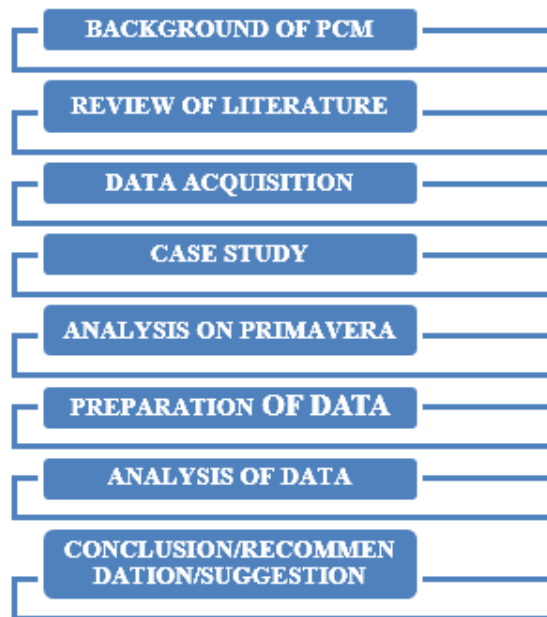 BACKGROUND OF PCM
REVIEW OF LITERATURE
DATA ACQUISITION
CASE STUDY
ANALYSIS ON PRIMAVERA
PREPARATION OF DATA
ANALYSIS OF DATA
CONCLUSION/RECOMMEN
DATION/SUGGESTION